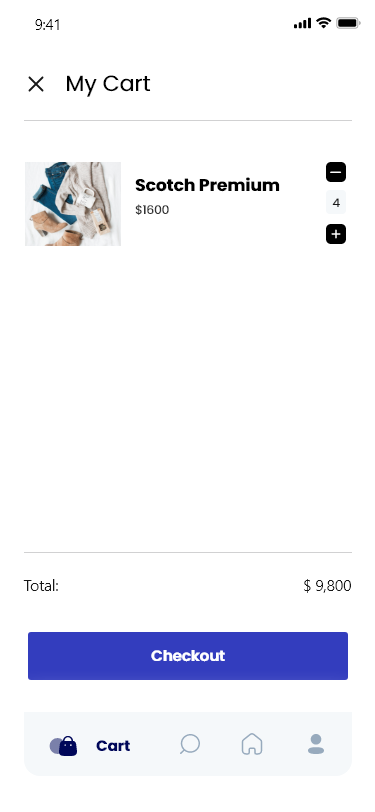 9:41
My Cart
Scotch Premium
$1600
4
Total:
$ 9,800
Checkout
Cart